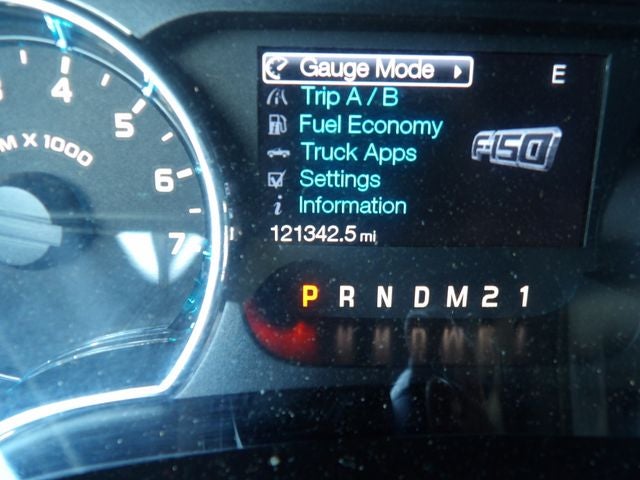 Gauge Mode
E
Trip A / B
Fuel Economy
F-150
Truck Apps
Settings
i Information
121342.5 mi
4
5
6
7
M X 1000
P R N D M 2 1